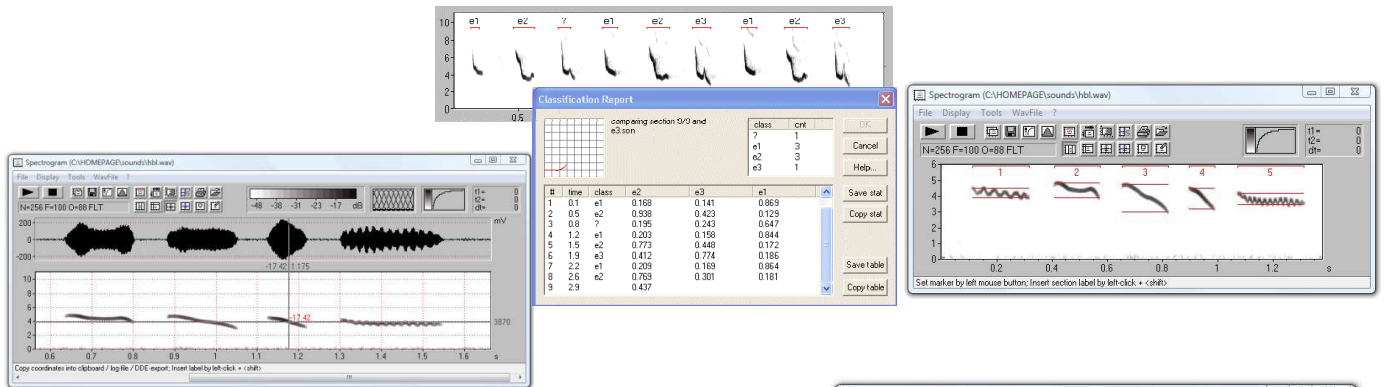 e1 e2 ? e1 e2 e3 e1 e2 e3
10
8
6
4
2
0
0.5
Classification Report
comparing section 9/9 and
e3.son
class cnt
? 1
e1 3
e2 3
e3 1
OK
Cancel
Help...
# time class e2 e3 e1
1 0.1 e1 0.168 0.141 0.869
2 0.5 e2 0.938 0.423 0.129
3 0.8 ? 0.195 0.243 0.647
4 1.2 e1 0.203 0.158 0.844
5 1.5 e2 0.773 0.448 0.172
6 1.9 e3 0.412 0.774 0.186
7 2.2 e1 0.209 0.169 0.864
8 2.6 e2 0.769 0.301 0.181
9 2.9 0.437
Save stat
Copy stat
Save table
Copy table
Spectrogram (C:\HOMEPAGE\sounds\hbl.wav)
File Display Tools WavFile ?
N=256 F=100 O=88 FLT
t1= 0
t2= 0
dt= 0
6
5
4
3
2
1
0
1 2 3 4 5
0.2 0.4 0.6 0.8 1 1.2 s
Set marker by left mouse button; Insert section label by left-click + <shift>
Spectrogram (C:\HOMEPAGE\sounds\hbl.wav)
File Display Tools WavFile ?
N=256 F=100 O=88 FLT
-48 -38 -31 -23 -17 dB
t1= 0
t2= 0
dt= 0
200
0
-200
mV
-17.42 1.175
10
8
6
4
2
0
-17.42
3870
0.6 0.7 0.8 0.9 1 1.1 1.2 1.3 1.4 1.5 1.6 s
Copy coordinates into clipboard / log-file / DDE-export; Insert label by left-click + <shift>